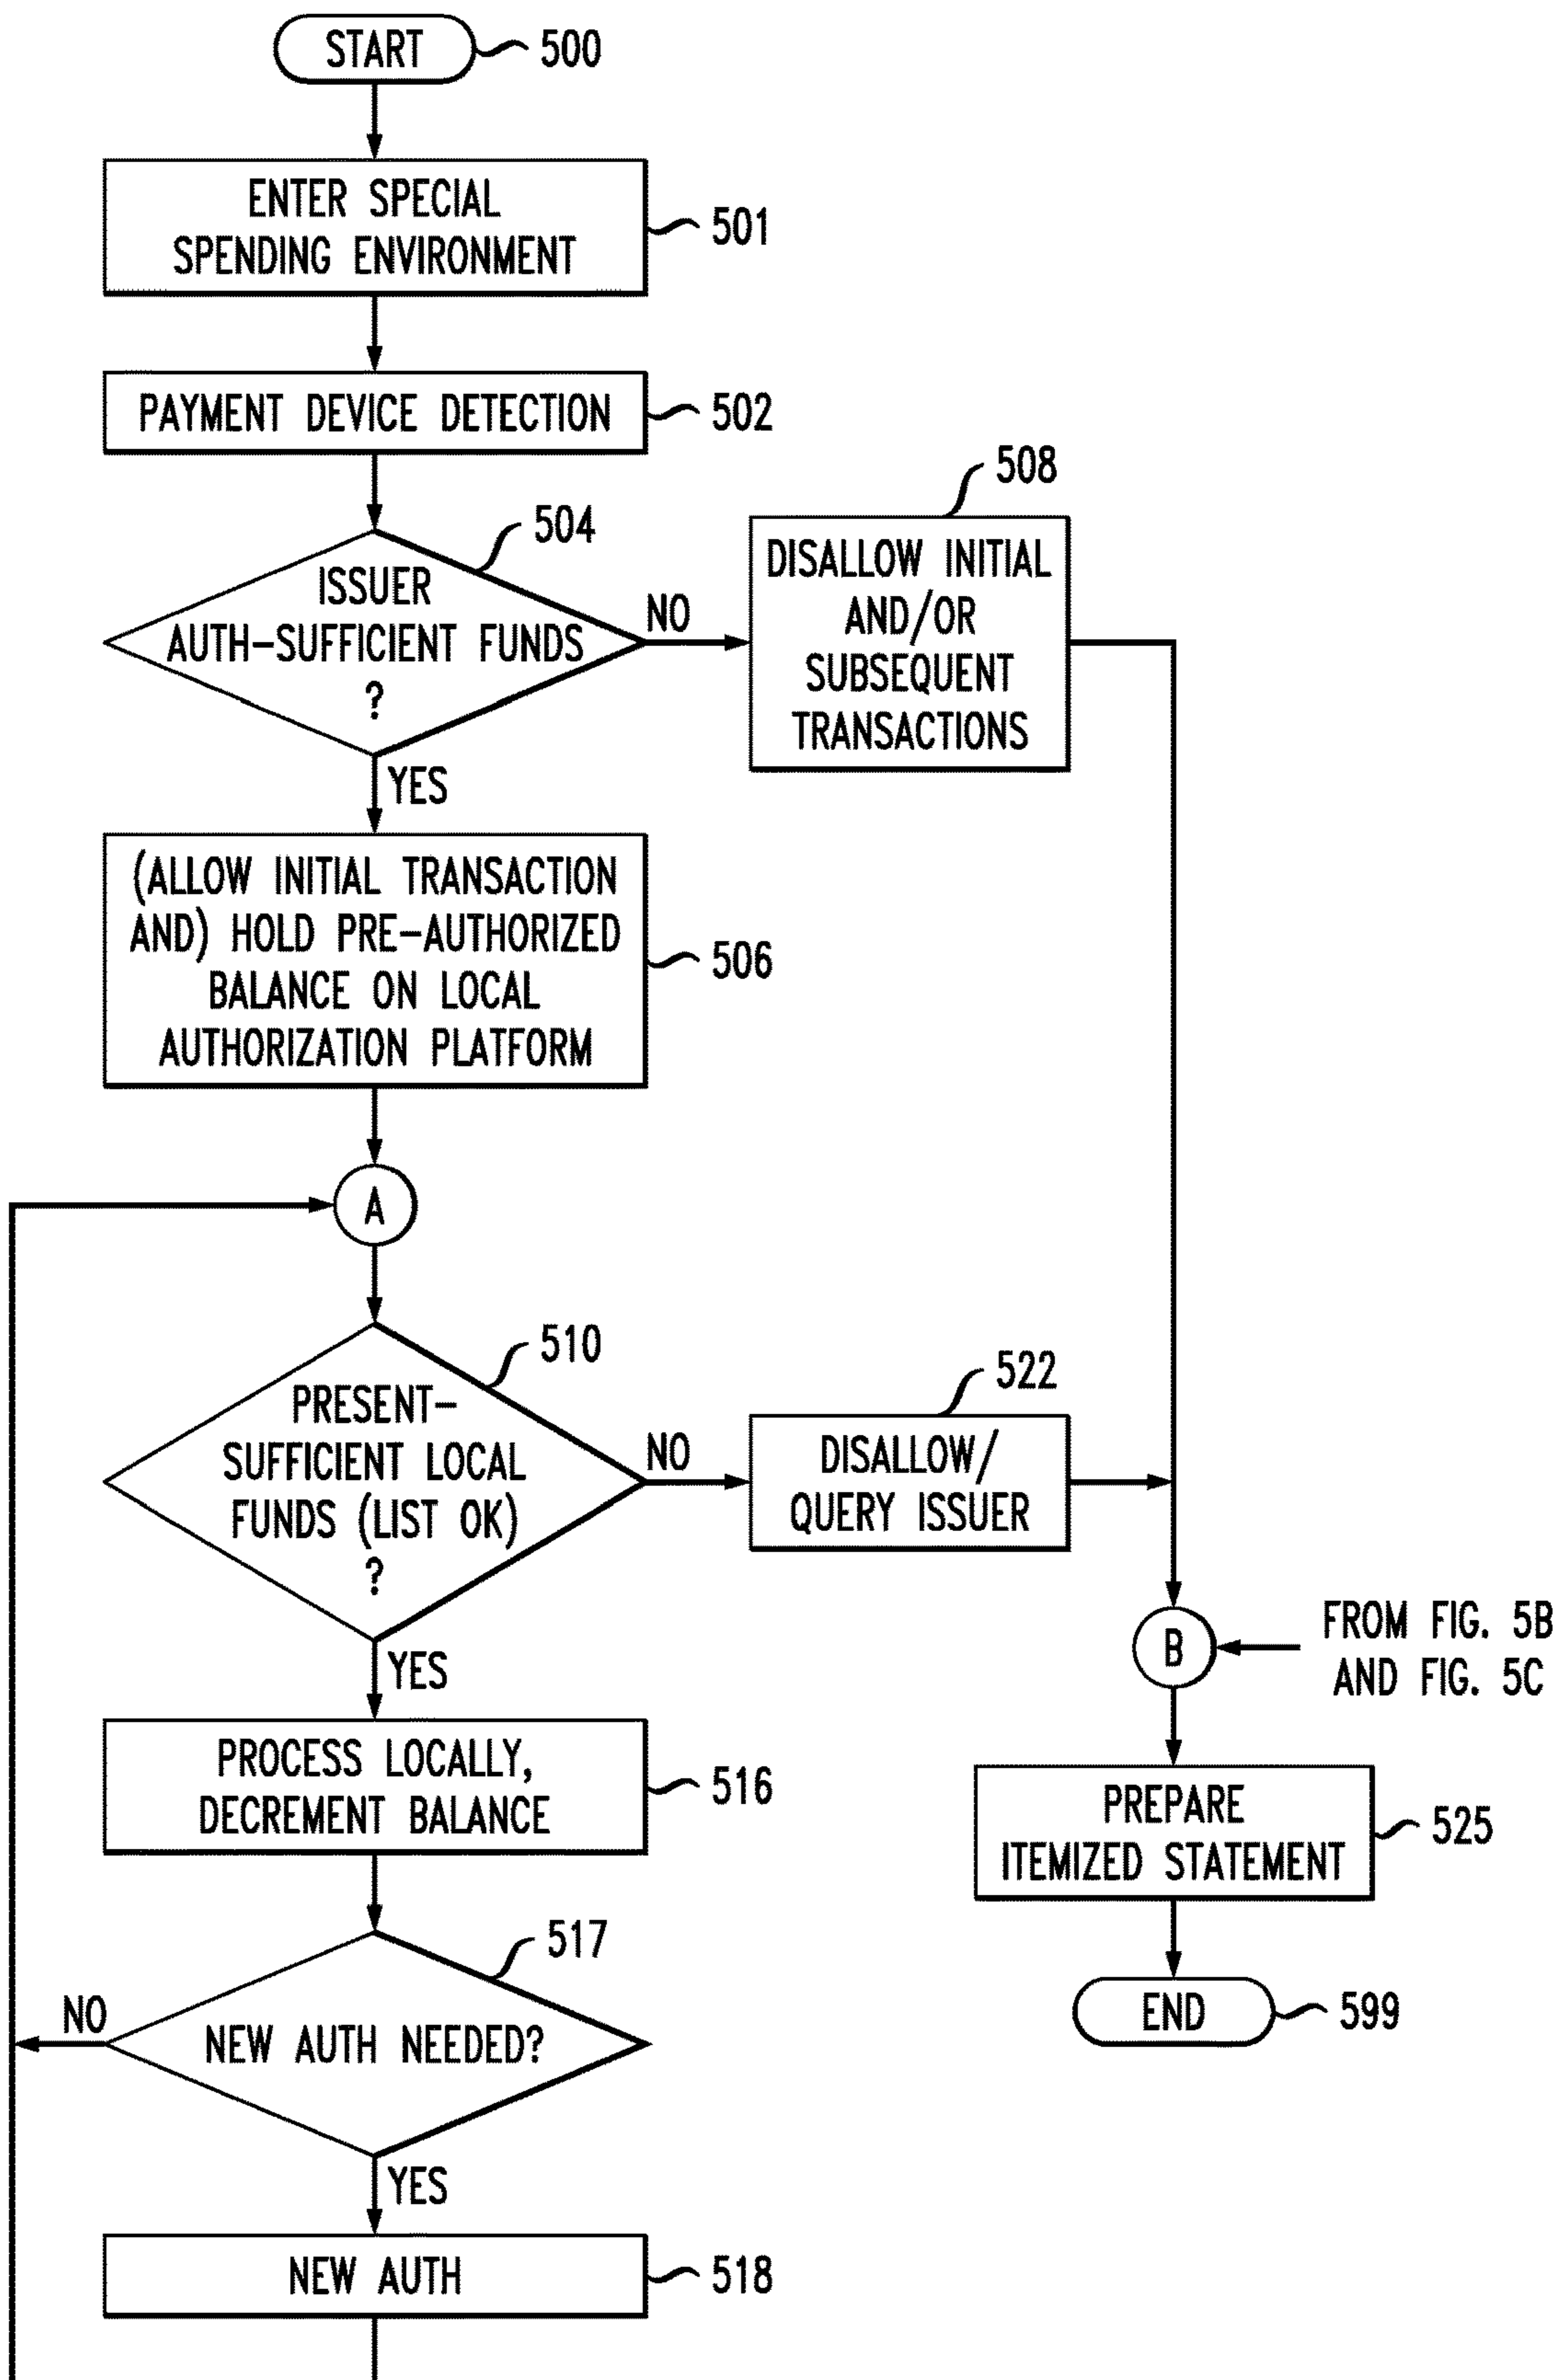 START
500
ENTER SPECIAL
SPENDING ENVIRONMENT
501
PAYMENT DEVICE DETECTION
502
504
ISSUER
AUTH-SUFFICIENT FUNDS
?
NO
508
DISALLOW INITIAL
AND/OR
SUBSEQUENT
TRANSACTIONS
YES
(ALLOW INITIAL TRANSACTION
AND) HOLD PRE-AUTHORIZED
BALANCE ON LOCAL
AUTHORIZATION PLATFORM
506
A
510
PRESENT-
SUFFICIENT LOCAL
FUNDS (LIST OK)
?
NO
522
DISALLOW/
QUERY ISSUER
B
FROM FIG. 5B
AND FIG. 5C
YES
PROCESS LOCALLY,
DECREMENT BALANCE
516
PREPARE
ITEMIZED STATEMENT
525
517
NEW AUTH NEEDED?
NO
END
599
YES
NEW AUTH
518